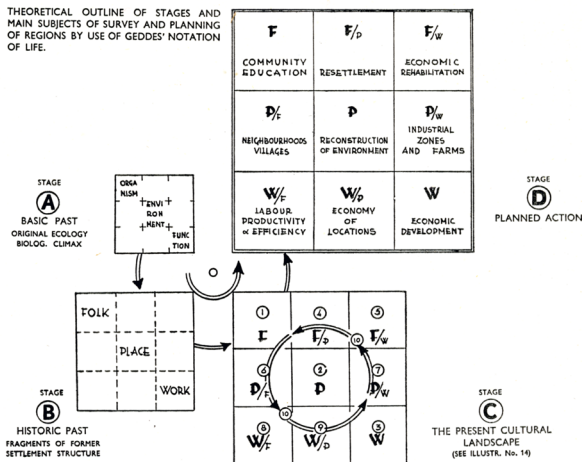 THEORETICAL OUTLINE OF STAGES AND
MAIN SUBJECTS OF SURVEY AND PLANNING
OF REGIONS BY USE OF GEDDES' NOTATION
OF LIFE.
F
COMMUNITY
EDUCATION
F/P
RESETTLEMENT
F/W
ECONOMIC
REHABILITATION
P/F
NEIGHBOURHOODS
VILLAGES
P
RECONSTRUCTION
OF ENVIRONMENT
P/W
INDUSTRIAL
ZONES
AND FARMS
W/F
LABOUR
PRODUCTIVITY
& EFFICIENCY
W/P
ECONOMY
OF
LOCATIONS
W
ECONOMIC
DEVELOPMENT
STAGE
A
BASIC PAST
ORIGINAL ECOLOGY
BIOLOG. CLIMAX
ORGA
NISM
ENVI
RON
MENT
FUNC
TION
STAGE
D
PLANNED ACTION
FOLK
PLACE
WORK
1
F
4
F/P
5
F/W
10
6
P/F
2
P
7
P/W
10
8
W/F
9
W/P
3
W
STAGE
B
HISTORIC PAST
FRAGMENTS OF FORMER
SETTLEMENT STRUCTURE
STAGE
C
THE PRESENT CULTURAL
LANDSCAPE
(SEE ILLUSTR. No. 14)